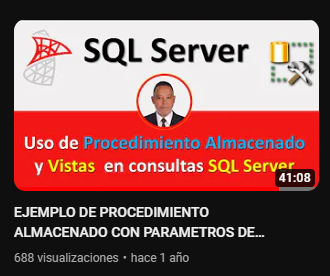 SQL Server
Uso de Procedimiento Almacenado
y Vistas en consultas SQL Server
41:08
EJEMPLO DE PROCEDIMIENTO
ALMACENADO CON PARAMETROS DE...
688 visualizaciones • hace 1 año